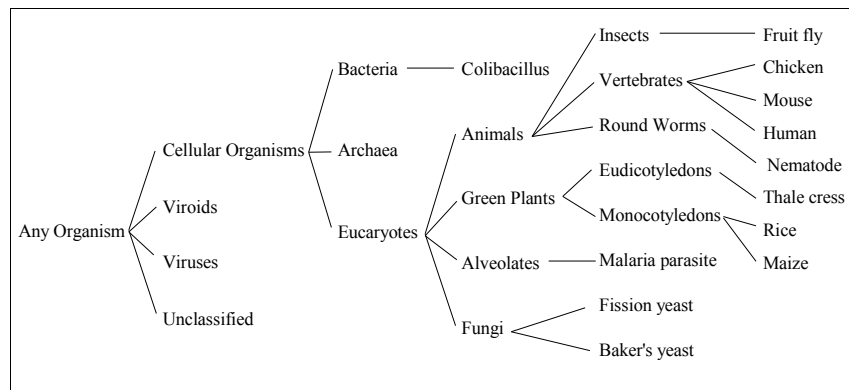 Any Organism
Cellular Organisms
Viroids
Viruses
Unclassified
Bacteria
Archaea
Eucaryotes
Colibacillus
Animals
Green Plants
Alveolates
Fungi
Insects
Vertebrates
Round Worms
Eudicotyledons
Monocotyledons
Malaria parasite
Fission yeast
Baker's yeast
Fruit fly
Chicken
Mouse
Human
Nematode
Thale cress
Rice
Maize